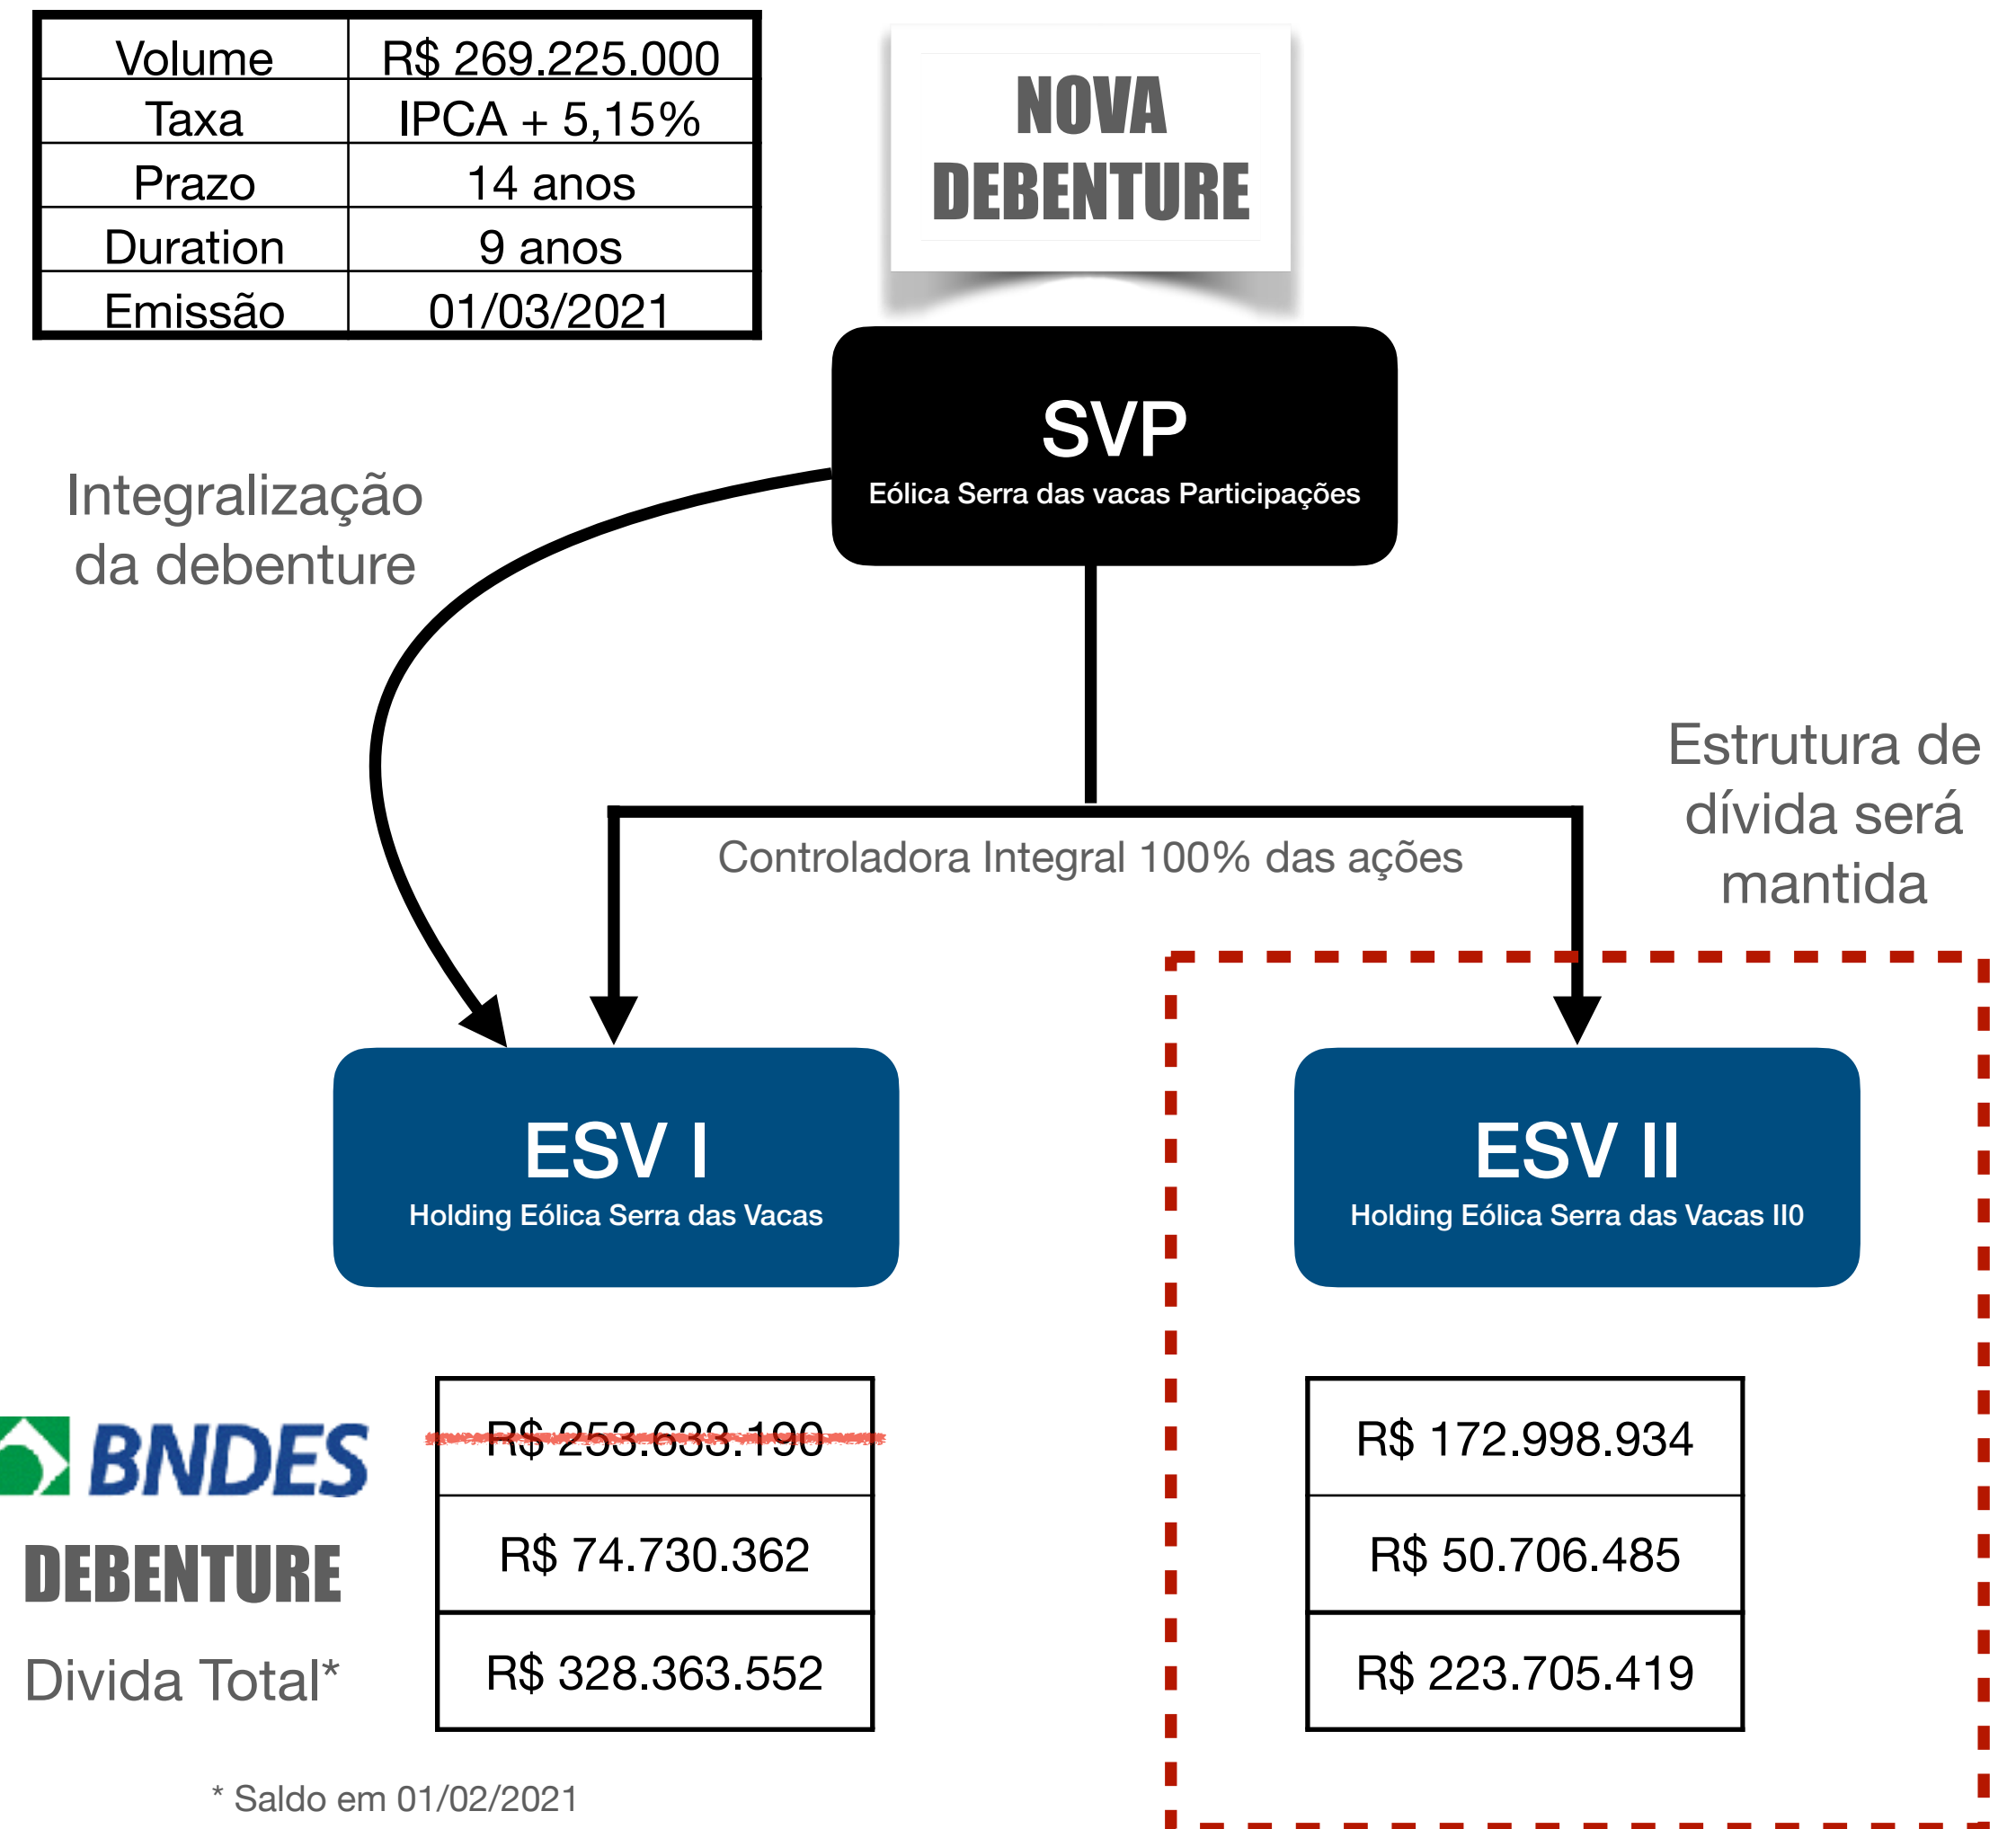 Volume R$ 269.225.000
Taxa IPCA + 5,15%
Prazo 14 anos
Duration 9 anos
Emissão 01/03/2021
NOVA
DEBENTURE
SVP
Eólica Serra das vacas Participações
Integralização
da debenture
Estrutura de
dívida será
mantida
Controladora Integral 100% das ações
ESV I
Holding Eólica Serra das Vacas
ESV II
Holding Eólica Serra das Vacas II0
BNDES R$ 253.633.190 R$ 172.998.934
DEBENTURE R$ 74.730.362 R$ 50.706.485
Divida Total* R$ 328.363.552 R$ 223.705.419
* Saldo em 01/02/2021